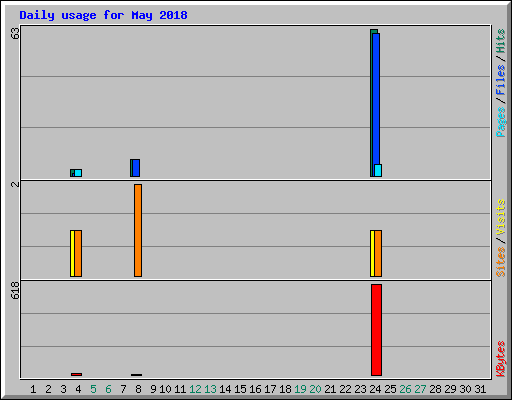 Daily usage for May 2018
63
Pages/Files/Hits
2
Sites/Visits
618
KBytes
1 2 3 4 5 6 7 8 9 10 11 12 13 14 15 16 17 18 19 20 21 22 23 24 25 26 27 28 29 30 31